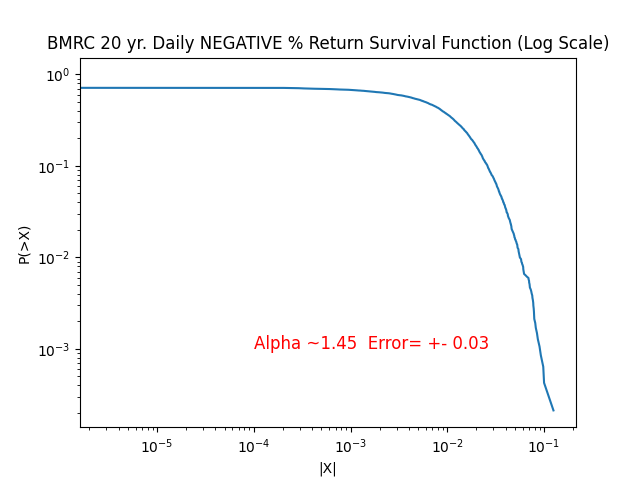 BMRC 20 yr. Daily NEGATIVE % Return Survival Function (Log Scale)
10⁰
10⁻¹
10⁻²
10⁻³
P(>X)
Alpha ~1.45  Error= +- 0.03
10⁻⁵ 10⁻⁴ 10⁻³ 10⁻² 10⁻¹
|X|